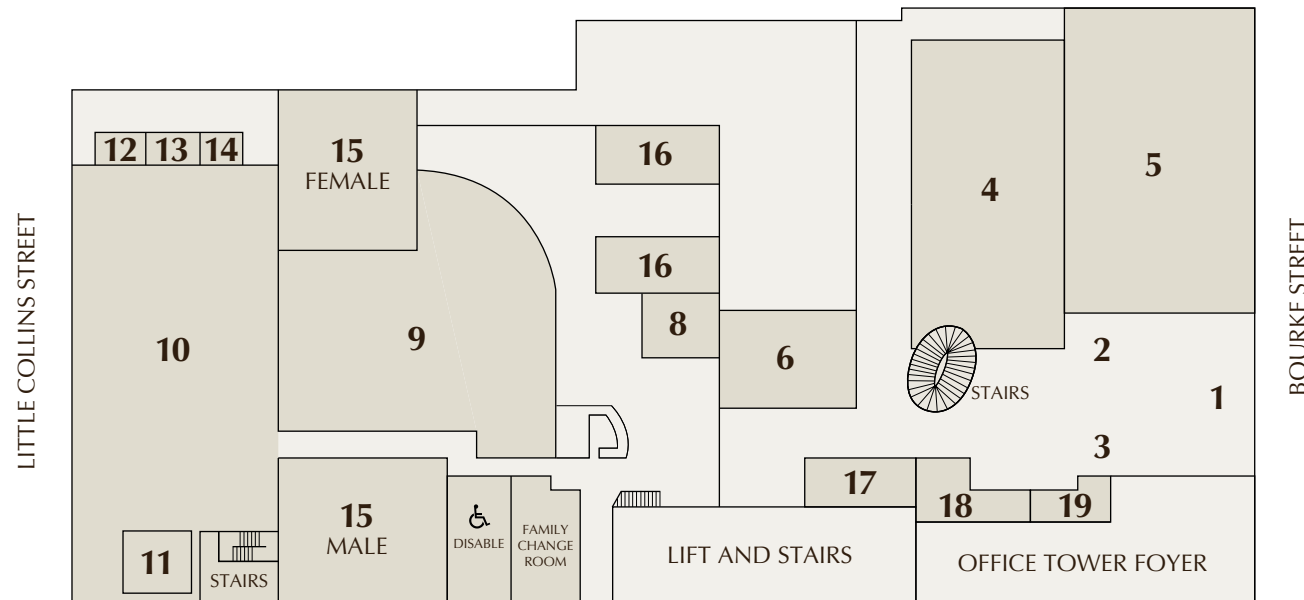 12 13 14
15
FEMALE
16
4
5
16
8
9
10
6
2
STAIRS
1
3
LITTLE COLLINS STREET
BOURKE STREET
17
18
19
15
MALE
DISABLE
FAMILY
CHANGE
ROOM
11
STAIRS
LIFT AND STAIRS
OFFICE TOWER FOYER